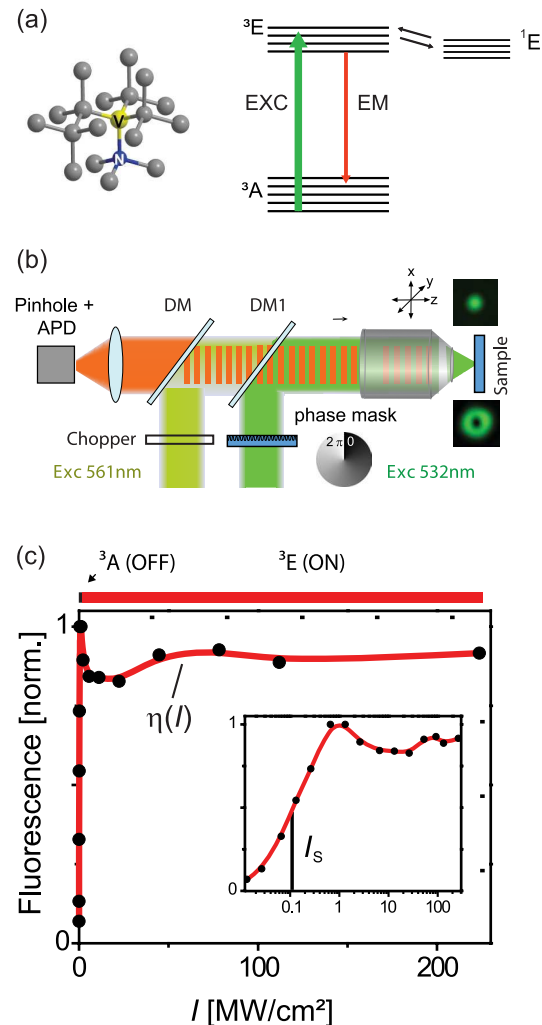 (a)
³E
¹E
V
N
EXC
EM
³A
(b)
x
y
z
Pinhole +
APD
DM
DM1
Sample
Chopper
phase mask
2 π 0
Exc 561nm
Exc 532nm
(c)
³A (OFF)
³E (ON)
Fluorescence [norm.]
1
0
η(I)
1
0
I_S
0.1
1
10
100
0
100
200
I [MW/cm²]